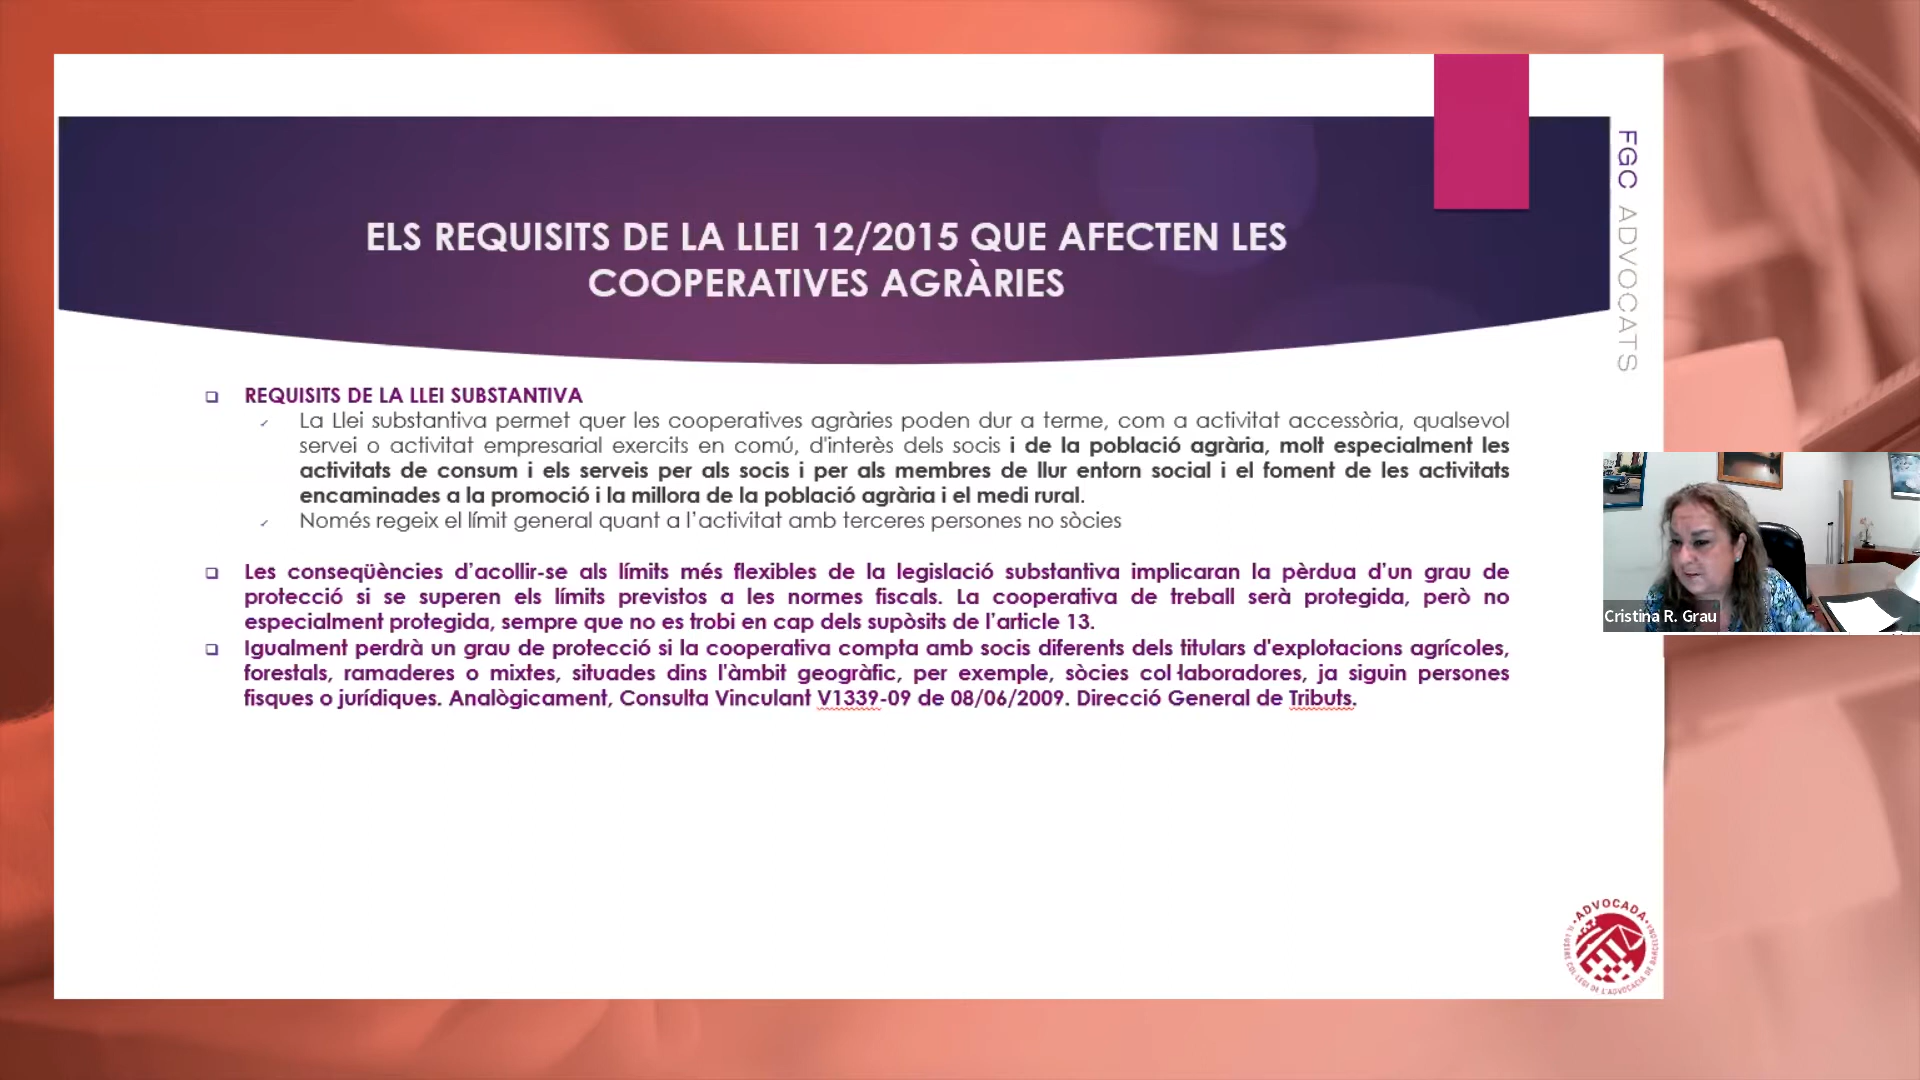 ELS REQUISITS DE LA LLEI 12/2015 QUE AFECTEN LES
COOPERATIVES AGRÀRIES
FGC ADVOCATS
❑ REQUISITS DE LA LLEI SUBSTANTIVA
✓ La Llei substantiva permet quer les cooperatives agràries poden dur a terme, com a activitat accessòria, qualsevol
servei o activitat empresarial exercits en comú, d'interès dels socis i de la població agrària, molt especialment les
activitats de consum i els serveis per als socis i per als membres de llur entorn social i el foment de les activitats
encaminades a la promoció i la millora de la població agrària i el medi rural.
✓ Només regeix el límit general quant a l’activitat amb terceres persones no sòcies
❑ Les conseqüències d’acollir-se als límits més flexibles de la legislació substantiva implicaran la pèrdua d’un grau de
protecció si se superen els límits previstos a les normes fiscals. La cooperativa de treball serà protegida, però no
especialment protegida, sempre que no es trobi en cap dels supòsits de l’article 13.
❑ Igualment perdrà un grau de protecció si la cooperativa compta amb socis diferents dels titulars d'explotacions agrícoles,
forestals, ramaderes o mixtes, situades dins l'àmbit geogràfic, per exemple, sòcies col·laboradores, ja siguin persones
físques o jurídiques. Analògicament, Consulta Vinculant V1339-09 de 08/06/2009. Direcció General de Tributs.
Cristina R. Grau
ADVOCADA
IL·LUSTRE COL·LEGI DE L'ADVOCACIA DE BARCELONA